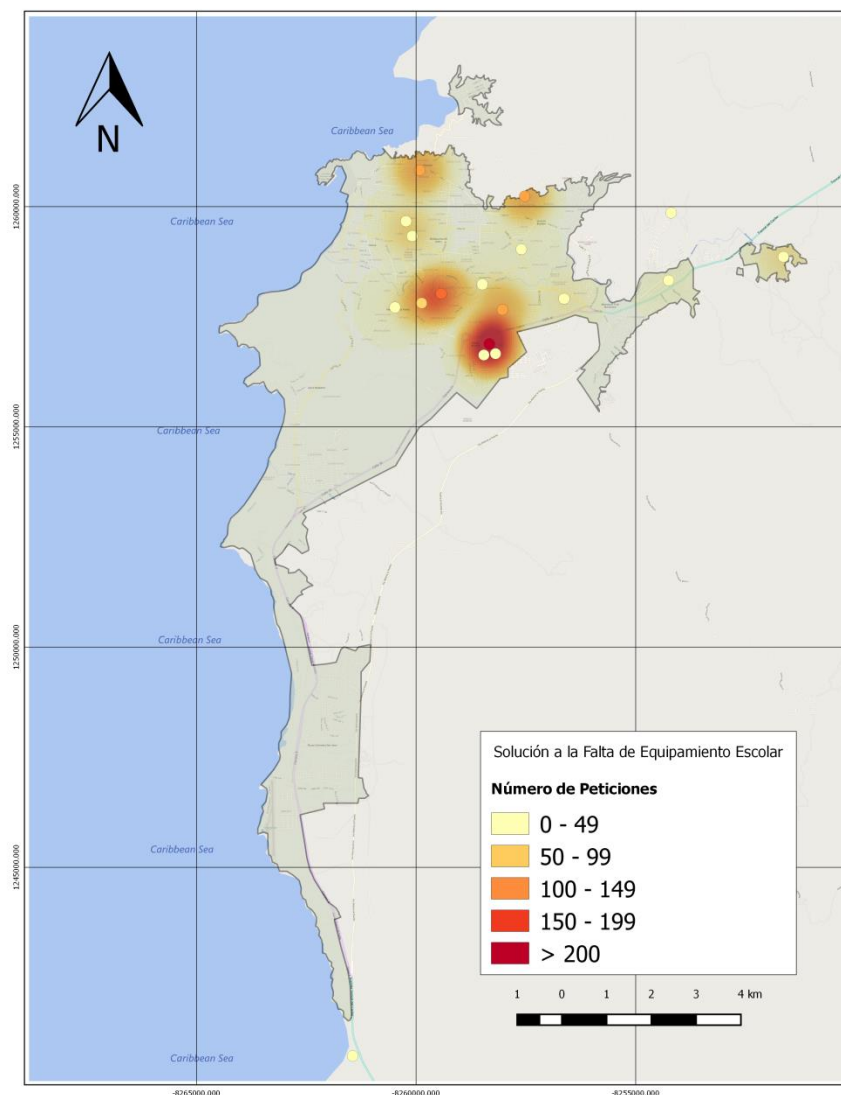 N
Caribbean Sea
Caribbean Sea
Caribbean Sea
Caribbean Sea
Caribbean Sea
Caribbean Sea
1260000.000
1255000.000
1250000.000
1245000.000
Solución a la Falta de Equipamiento Escolar
Número de Peticiones
0 - 49
50 - 99
100 - 149
150 - 199
> 200
1 0 1 2 3 4 km
-8265000.000 -8260000.000 -8255000.000